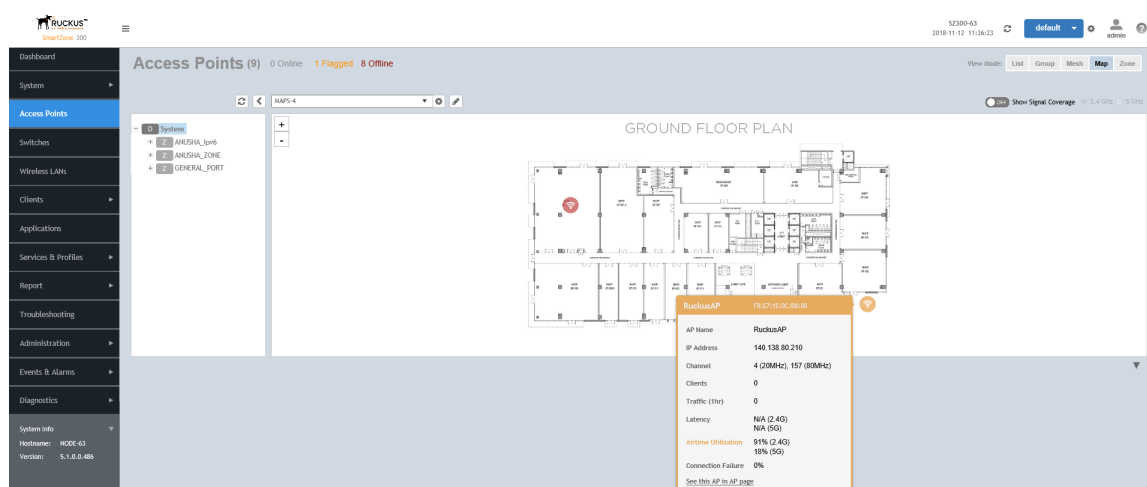 RUCKUS™
SmartZone 300
SZ300-63
2018-11-12 11:36:23
default
admin
Dashboard
System
Access Points
Switches
Wireless LANs
Clients
Applications
Services & Profiles
Report
Troubleshooting
Administration
Events & Alarms
Diagnostics
System Info
Hostname: NODE-63
Version: 5.1.0.0.486
Access Points (9) 0 Online 1 Flagged 8 Offline
View Mode: List Group Mesh Map Zone
MAPS-4
OFF Show Signal Coverage 2.4 GHz 5 GHz
D System
Z ANUSHA_Ipv6
Z ANUSHA_ZONE
Z GENERAL_PORT
+
-
GROUND FLOOR PLAN
RuckusAP F8:E7:1E:0C:8B:80
AP Name RuckusAP
IP Address 140.138.80.210
Channel 4 (20MHz), 157 (80MHz)
Clients 0
Traffic (1hr) 0
Latency N/A (2.4G)
N/A (5G)
Airtime Utilization 91% (2.4G)
18% (5G)
Connection Failure 0%
See this AP in AP page